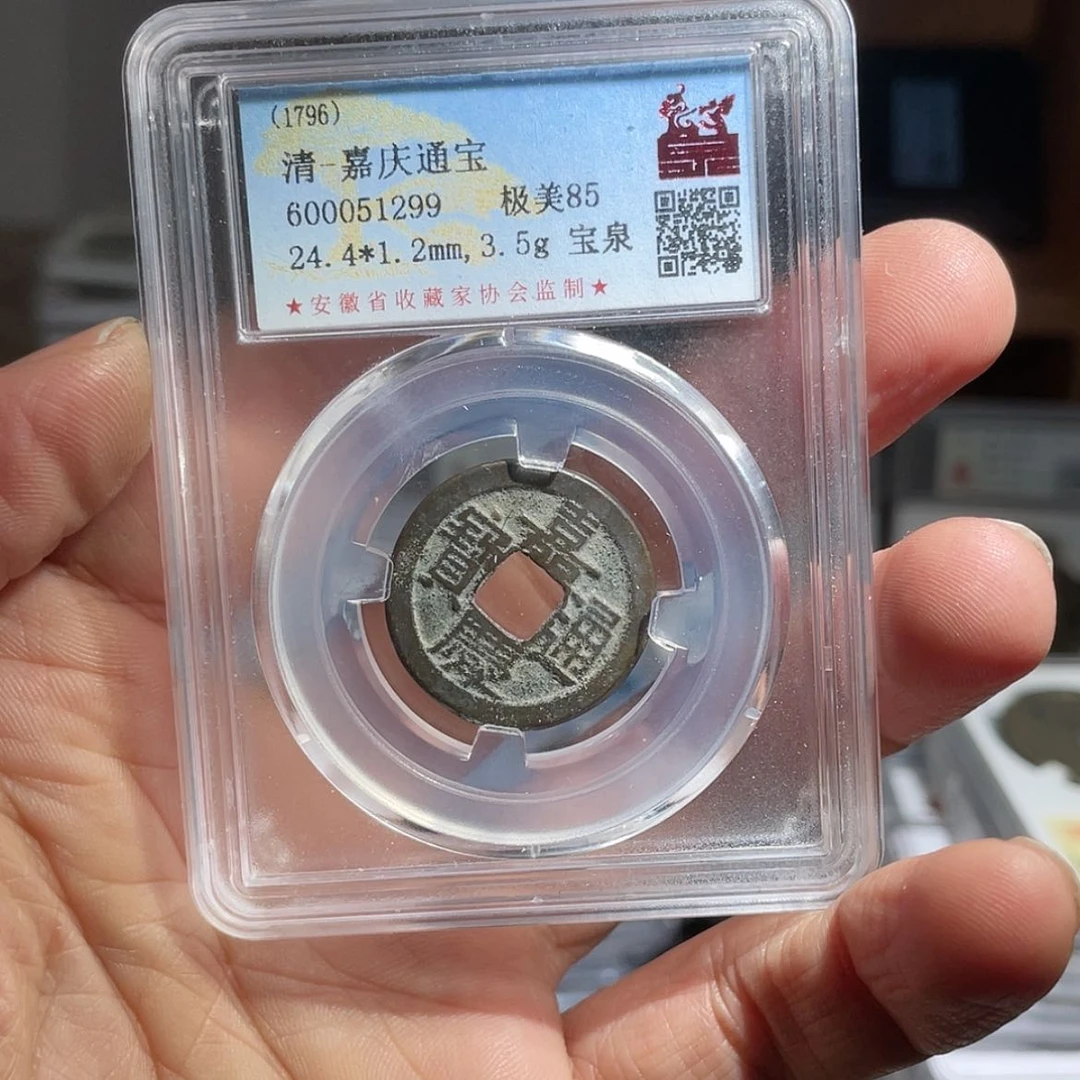 (1796)
清-嘉庆通宝
600051299 极美85
24.4*1.2mm,3.5g 宝泉
★安徽省收藏家协会监制★
嘉慶通寶